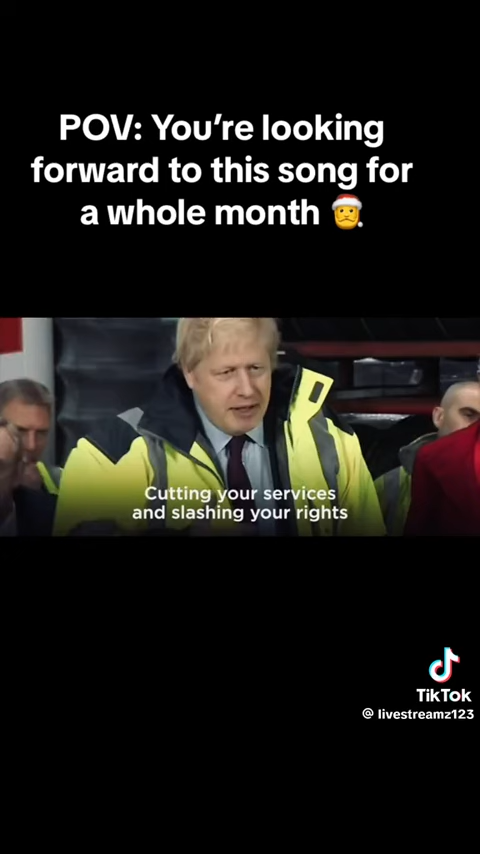 POV: You’re looking
forward to this song for
a whole month 🎅
Cutting your services
and slashing your rights
TikTok
@ livestreamz123